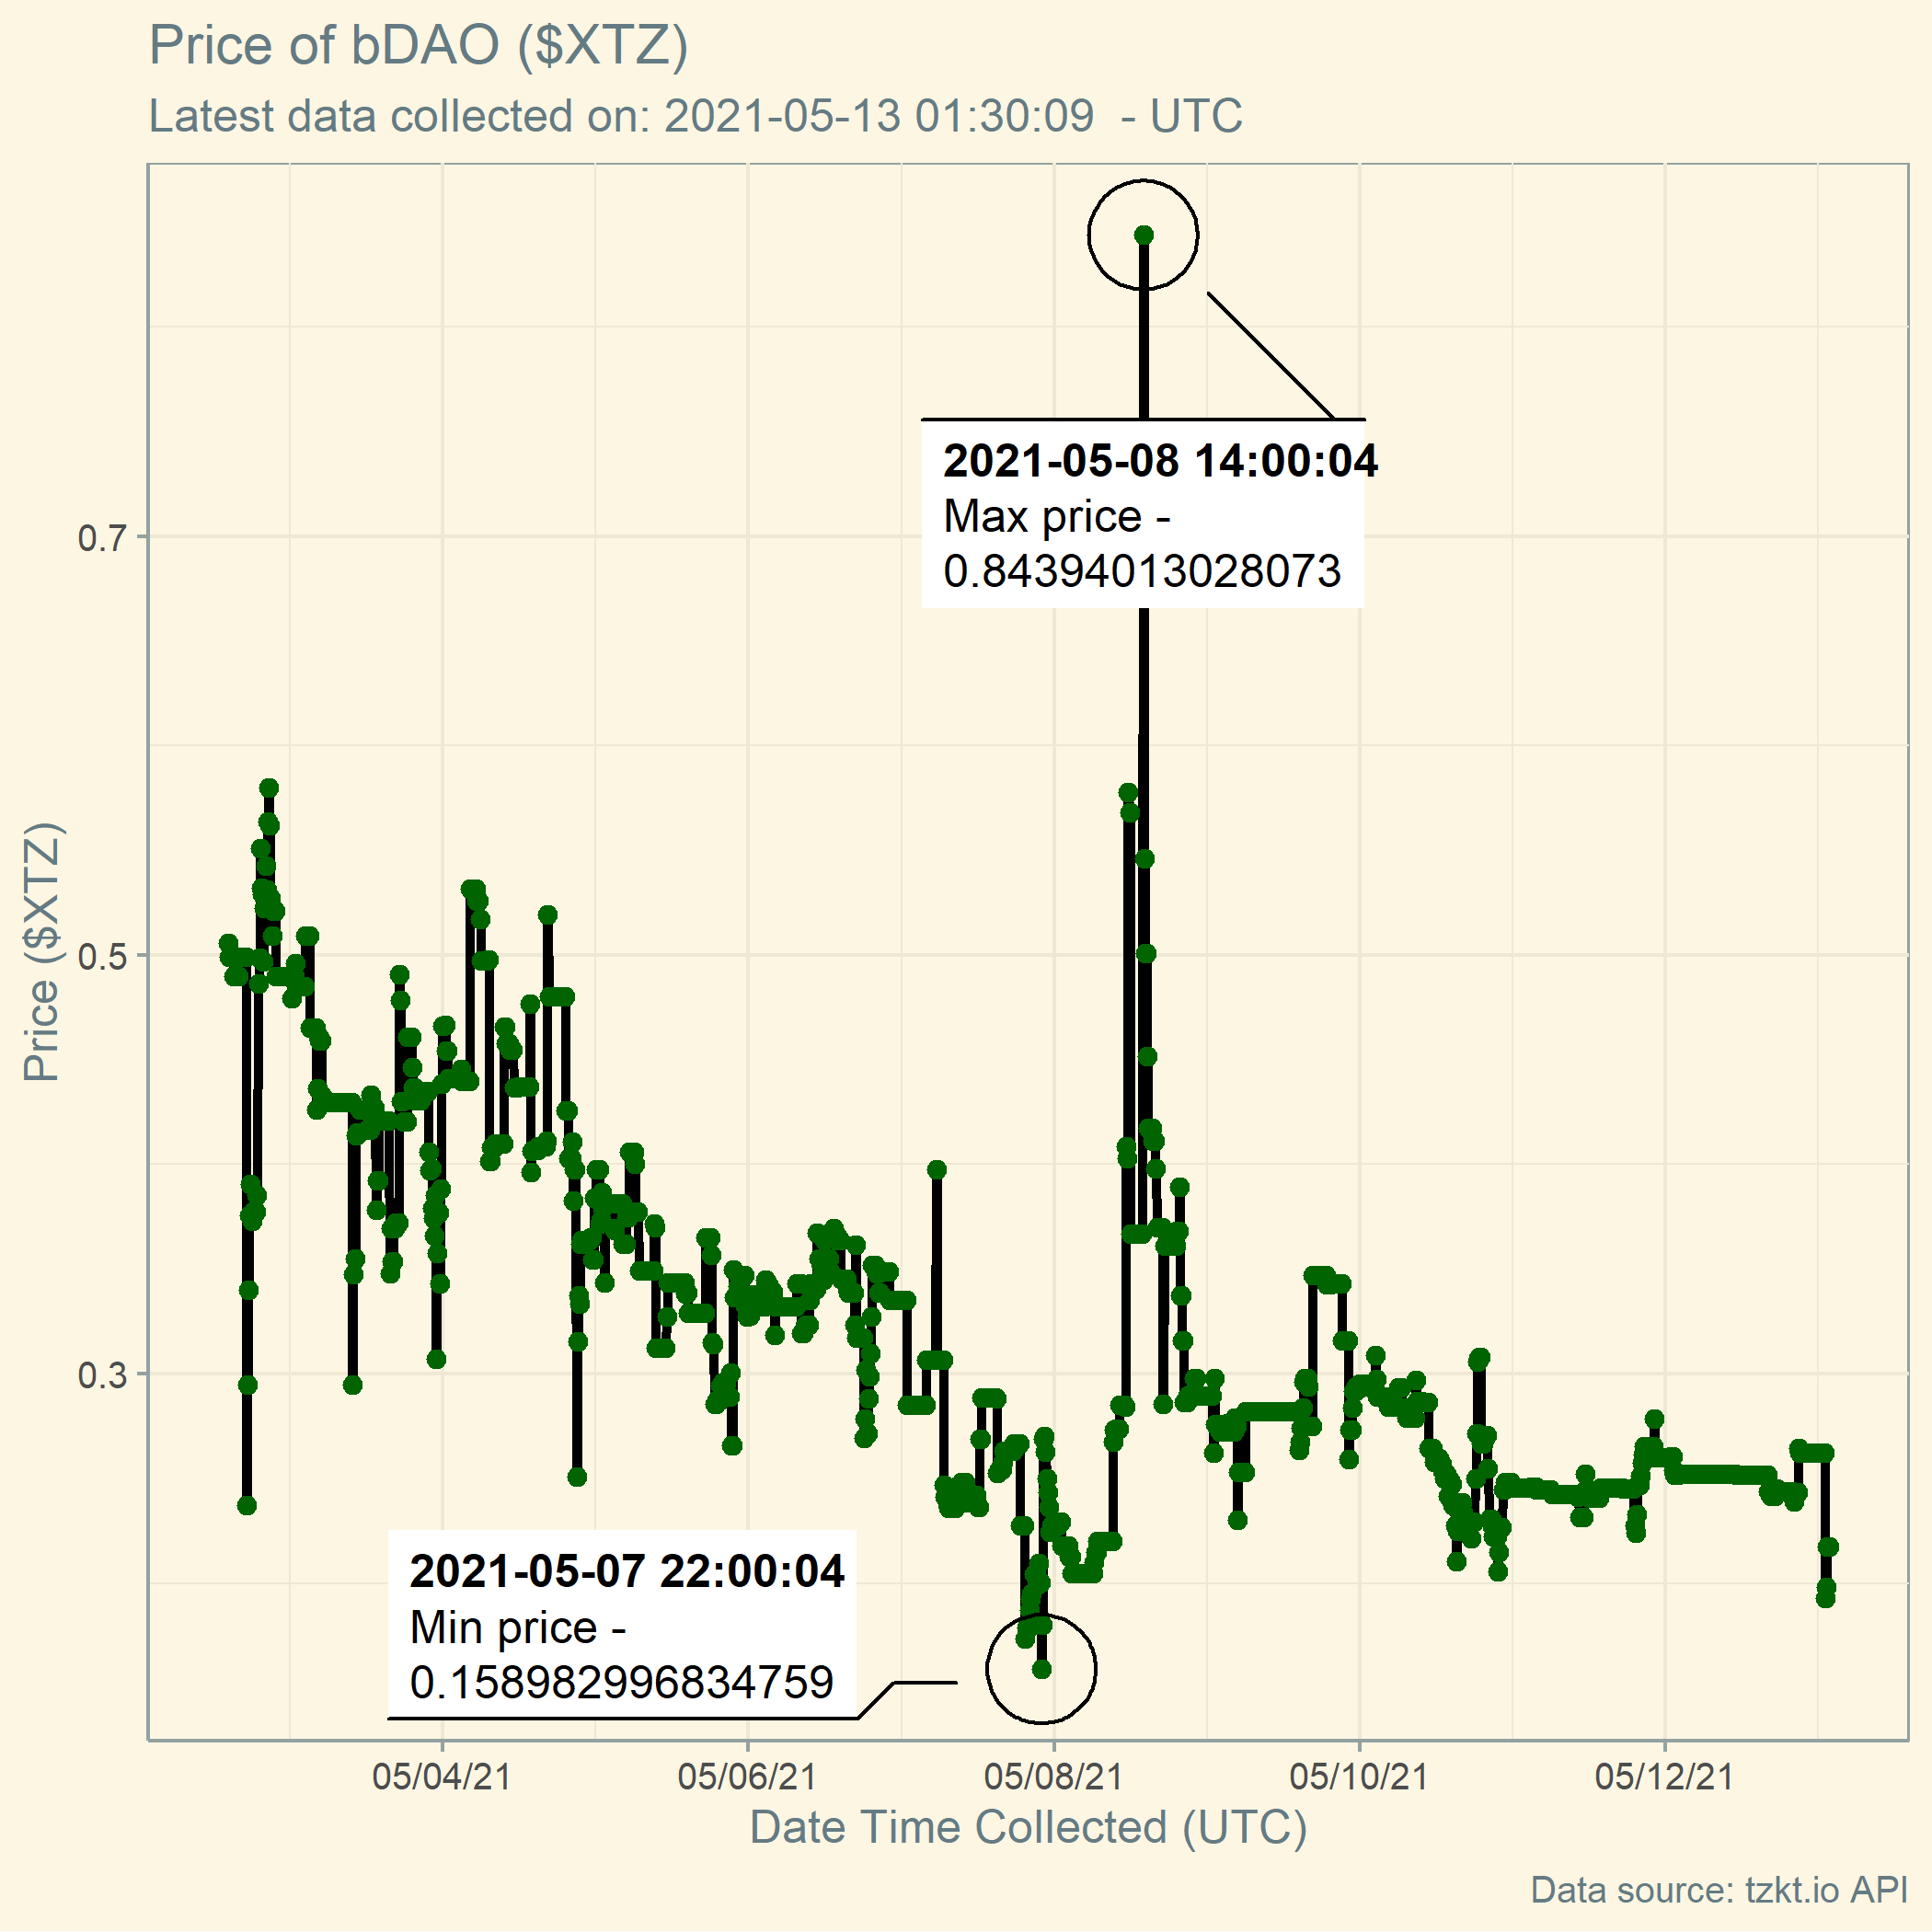 Price of bDAO ($XTZ)
Latest data collected on: 2021-05-13 01:30:09  - UTC
2021-05-08 14:00:04
Max price -
0.84394013028073
0.7
0.5
0.3
Price ($XTZ)
2021-05-07 22:00:04
Min price -
0.158982996834759
05/04/21
05/06/21
05/08/21
05/10/21
05/12/21
Date Time Collected (UTC)
Data source: tzkt.io API